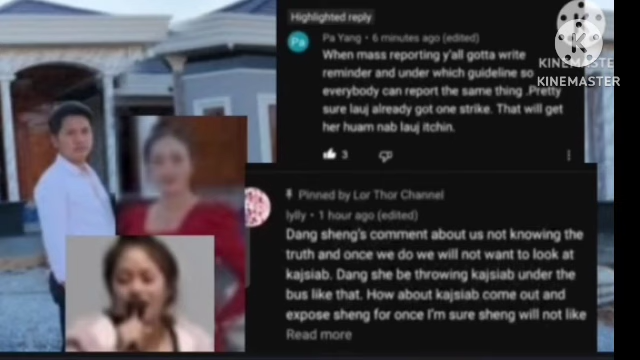 Highlighted reply
Pa
Pa Yang • 6 minutes ago (edited)
When mass reporting y'all gotta write
reminder and under which guideline so
everybody can report the same thing .Pretty
sure lauj already got one strike. That will get
her huam nab lauj itchin.
3
KINEMASTER
KINEMASTER
Pinned by Lor Thor Channel
lylly • 1 hour ago (edited)
Dang sheng's comment about us not knowing the
truth and once we do we will not want to look at
kajsiab. Dang she be throwing kajsiab under the
bus like that. How about kajsiab come out and
expose sheng for once I'm sure sheng will not like
Read more